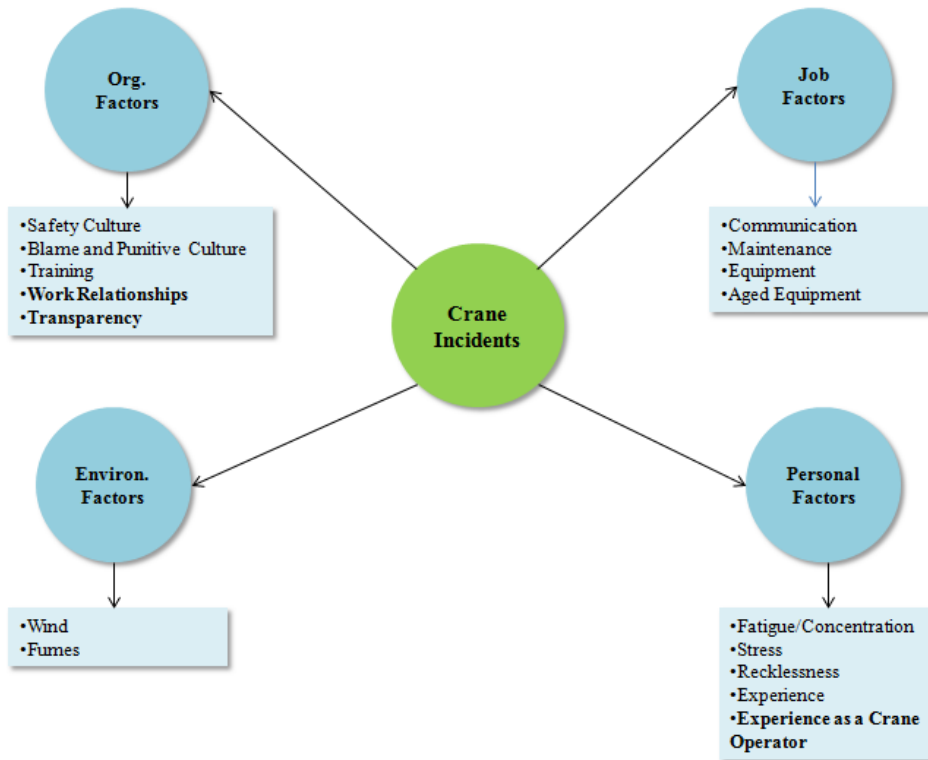 Org.
Factors
•Safety Culture
•Blame and Punitive Culture
•Training
•Work Relationships
•Transparency
Job
Factors
•Communication
•Maintenance
•Equipment
•Aged Equipment
Crane
Incidents
Environ.
Factors
•Wind
•Fumes
Personal
Factors
•Fatigue/Concentration
•Stress
•Recklessness
•Experience
•Experience as a Crane
Operator